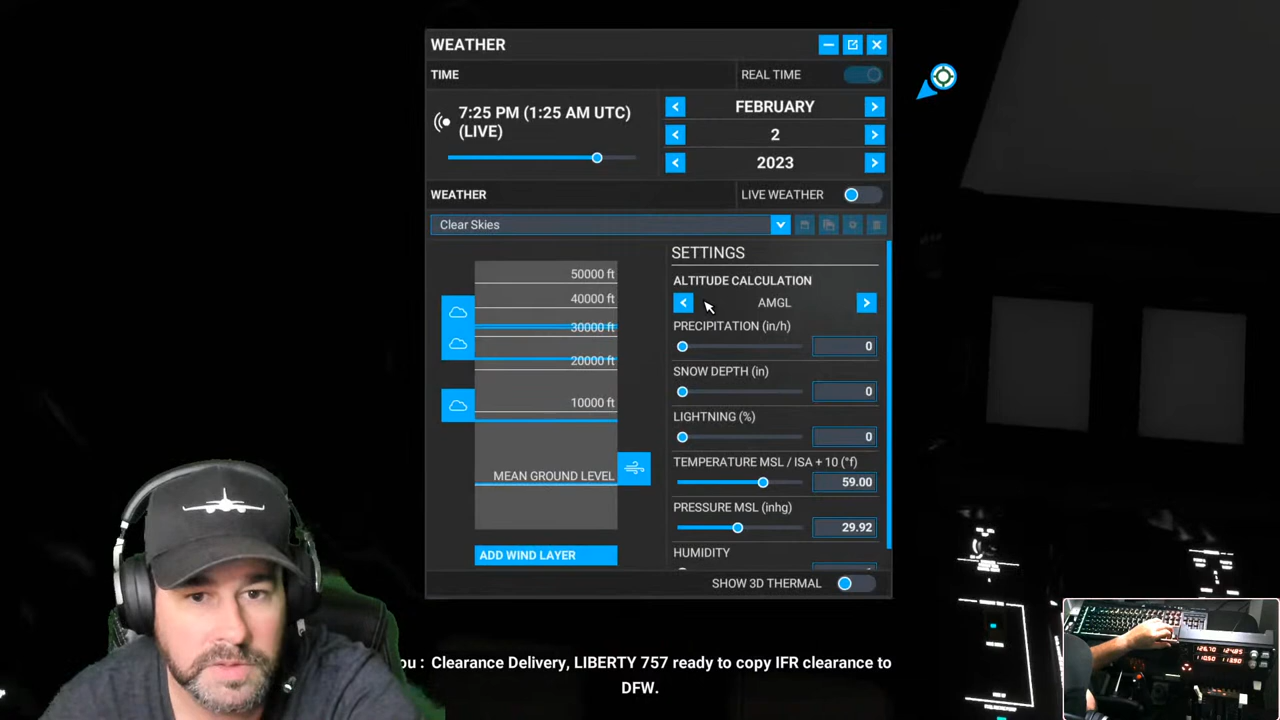 WEATHER
TIME
REAL TIME
7:25 PM (1:25 AM UTC)
(LIVE)
FEBRUARY
2
2023
WEATHER
LIVE WEATHER
Clear Skies
50000 ft
40000 ft
30000 ft
20000 ft
10000 ft
MEAN GROUND LEVEL
ADD WIND LAYER
SETTINGS
ALTITUDE CALCULATION
AMGL
PRECIPITATION (in/h)
0
SNOW DEPTH (in)
0
LIGHTNING (%)
0
TEMPERATURE MSL / ISA + 10 (°f)
59.00
PRESSURE MSL (inhg)
29.92
HUMIDITY
SHOW 3D THERMAL
ou : Clearance Delivery, LIBERTY 757 ready to copy IFR clearance to
DFW.